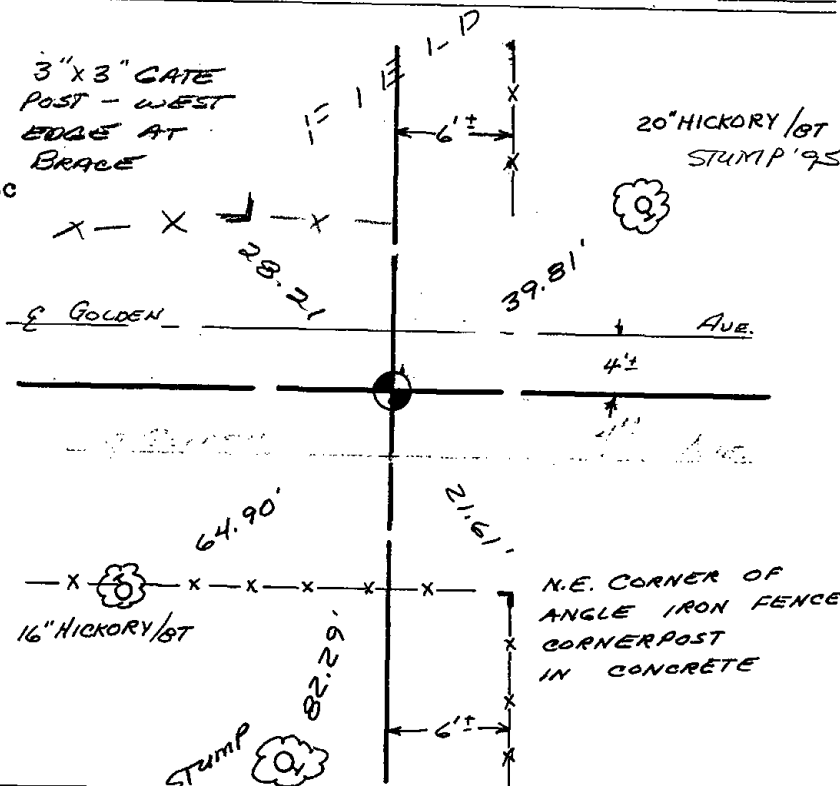 3"x3" GATE
POST - WEST
EDGE AT
BRACE
6'±
20" HICKORY/BT
STUMP '95
28.21
39.81'
℄ GOLDEN AVE.
4'±
64.90'
21.61'
16" HICKORY/BT
N.E. CORNER OF
ANGLE IRON FENCE
CORNERPOST
IN CONCRETE
82.29'
6'±
STUMP